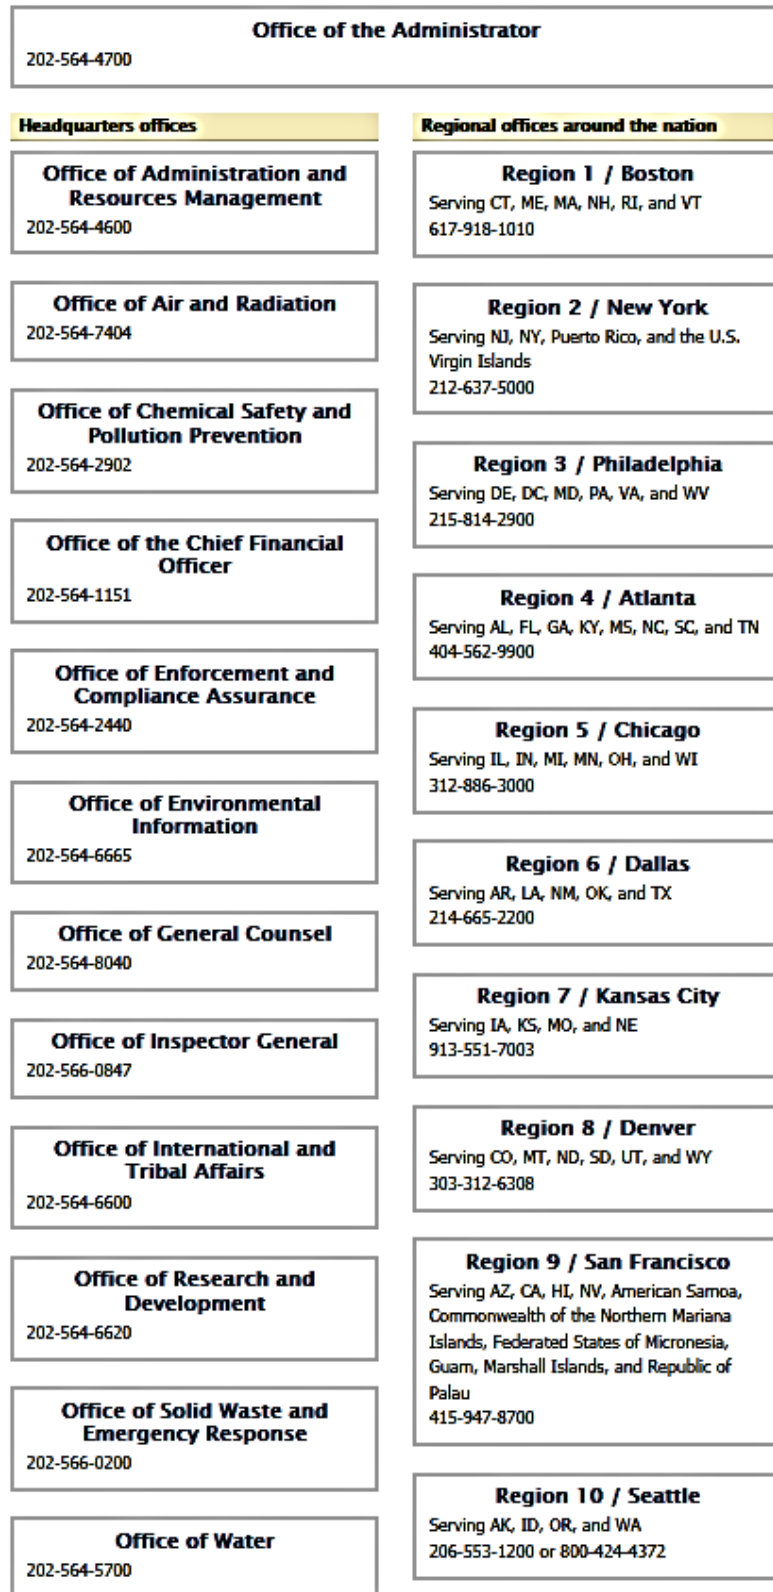 Office of the Administrator
202-564-4700
Headquarters offices
Office of Administration and
Resources Management
202-564-4600
Office of Air and Radiation
202-564-7404
Office of Chemical Safety and
Pollution Prevention
202-564-2902
Office of the Chief Financial
Officer
202-564-1151
Office of Enforcement and
Compliance Assurance
202-564-2440
Office of Environmental
Information
202-564-6665
Office of General Counsel
202-564-8040
Office of Inspector General
202-566-0847
Office of International and
Tribal Affairs
202-564-6600
Office of Research and
Development
202-564-6620
Office of Solid Waste and
Emergency Response
202-566-0200
Office of Water
202-564-5700
Regional offices around the nation
Region 1 / Boston
Serving CT, ME, MA, NH, RI, and VT
617-918-1010
Region 2 / New York
Serving NJ, NY, Puerto Rico, and the U.S.
Virgin Islands
212-637-5000
Region 3 / Philadelphia
Serving DE, DC, MD, PA, VA, and WV
215-814-2900
Region 4 / Atlanta
Serving AL, FL, GA, KY, MS, NC, SC, and TN
404-562-9900
Region 5 / Chicago
Serving IL, IN, MI, MN, OH, and WI
312-886-3000
Region 6 / Dallas
Serving AR, LA, NM, OK, and TX
214-665-2200
Region 7 / Kansas City
Serving IA, KS, MO, and NE
913-551-7003
Region 8 / Denver
Serving CO, MT, ND, SD, UT, and WY
303-312-6308
Region 9 / San Francisco
Serving AZ, CA, HI, NV, American Samoa,
Commonwealth of the Northern Mariana
Islands, Federated States of Micronesia,
Guam, Marshall Islands, and Republic of
Palau
415-947-8700
Region 10 / Seattle
Serving AK, ID, OR, and WA
206-553-1200 or 800-424-4372